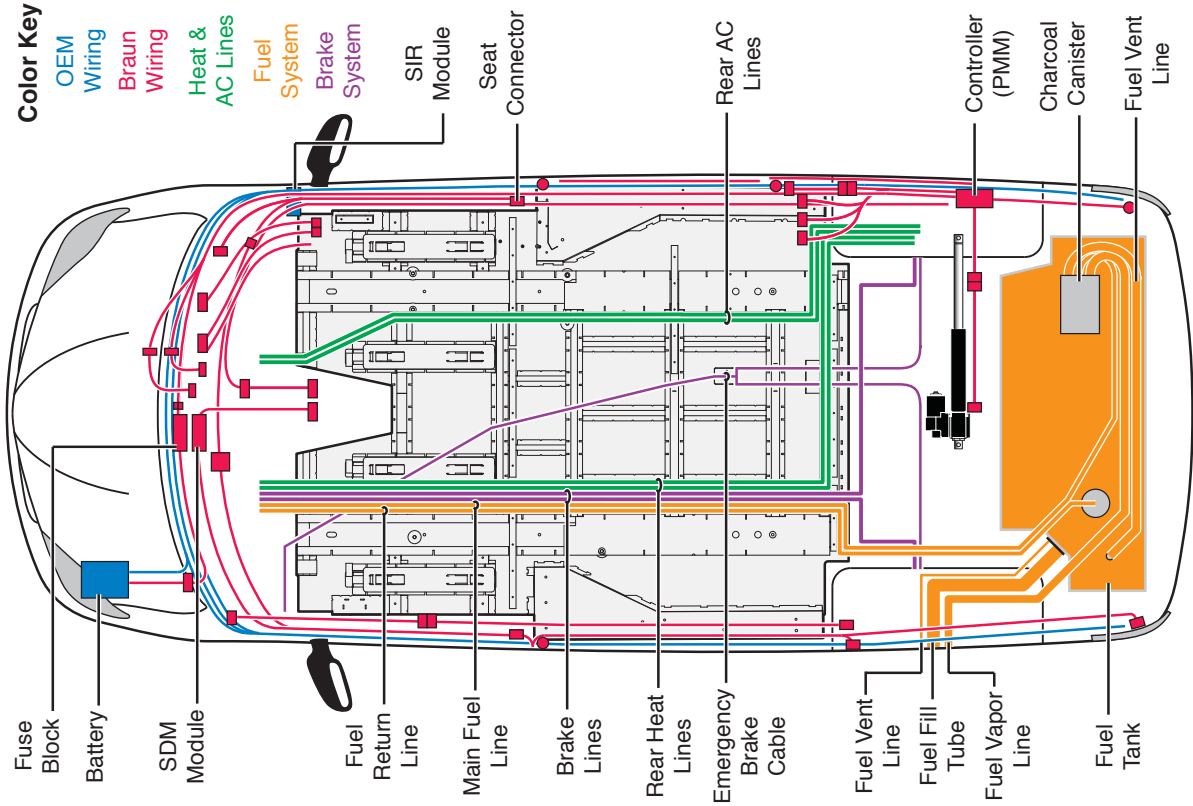 Color Key
OEM
Wiring
Braun
Wiring
Heat &
AC Lines
Fuel
System
Brake
System
SIR
Module
Seat
Connector
Rear AC
Lines
Controller
(PMM)
Charcoal
Canister
Fuel Vent
Line
Fuse
Block
Battery
SDM
Module
Fuel
Return
Line
Main Fuel
Line
Brake
Lines
Rear Heat
Lines
Emergency
Brake
Cable
Fuel Vent
Line
Fuel Fill
Tube
Fuel Vapor
Line
Fuel
Tank